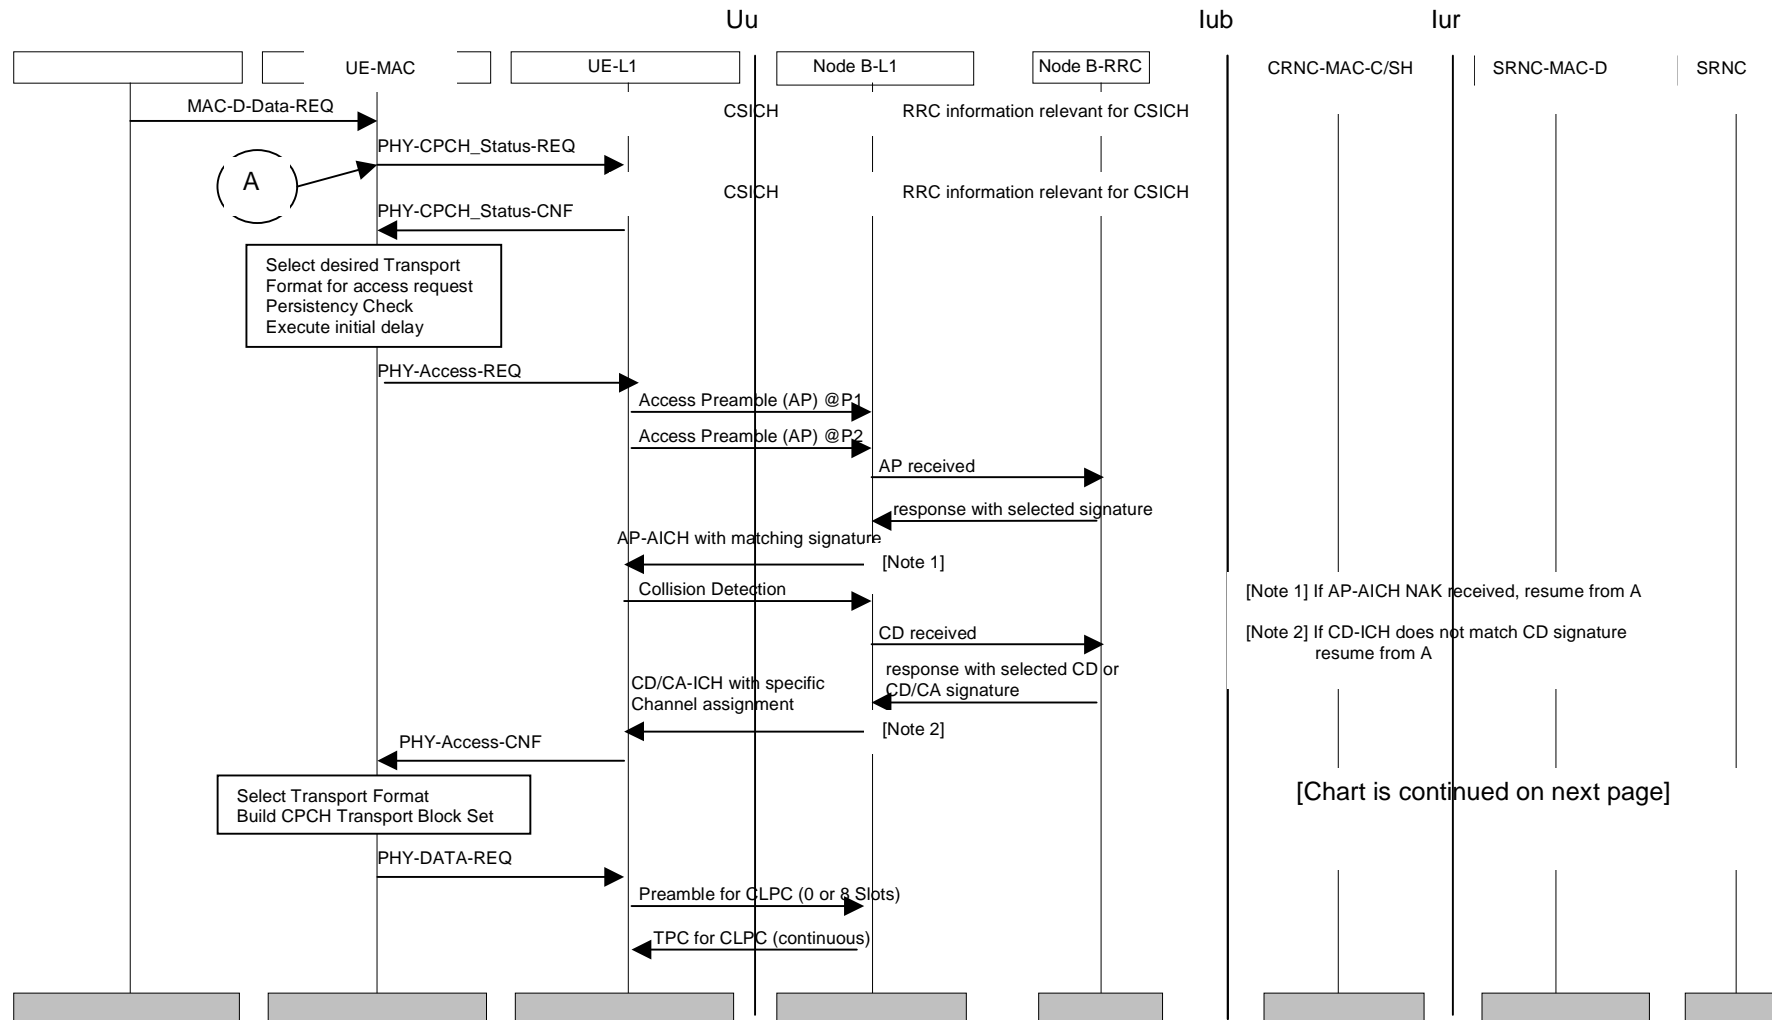 Uu
Iub
Iur
UE-MAC
UE-L1
Node B-L1
Node B-RRC
CRNC-MAC-C/SH
SRNC-MAC-D
SRNC
MAC-D-Data-REQ
CSICH
RRC information relevant for CSICH
PHY-CPCH_Status-REQ
A
CSICH
RRC information relevant for CSICH
PHY-CPCH_Status-CNF
Select desired Transport
Format for access request
Persistency Check
Execute initial delay
PHY-Access-REQ
Access Preamble (AP) @P1
Access Preamble (AP) @P2
AP received
response with selected signature
AP-AICH with matching signature
[Note 1]
Collision Detection
[Note 1] If AP-AICH NAK received, resume from A
CD received
[Note 2] If CD-ICH does not match CD signature
resume from A
response with selected CD or
CD/CA signature
CD/CA-ICH with specific
Channel assignment
[Note 2]
PHY-Access-CNF
Select Transport Format
Build CPCH Transport Block Set
[Chart is continued on next page]
PHY-DATA-REQ
Preamble for CLPC (0 or 8 Slots)
TPC for CLPC (continuous)